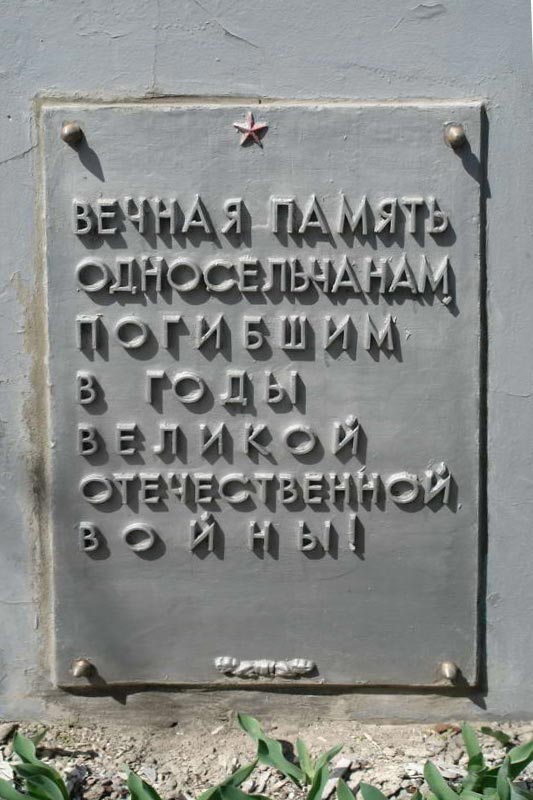 ВЕЧНАЯ ПАМЯТЬ
ОДНОСЕЛЬЧАНАМ,
ПОГИБШИМ
В ГОДЫ
ВЕЛИКОЙ
ОТЕЧЕСТВЕННОЙ
ВОЙНЫ!